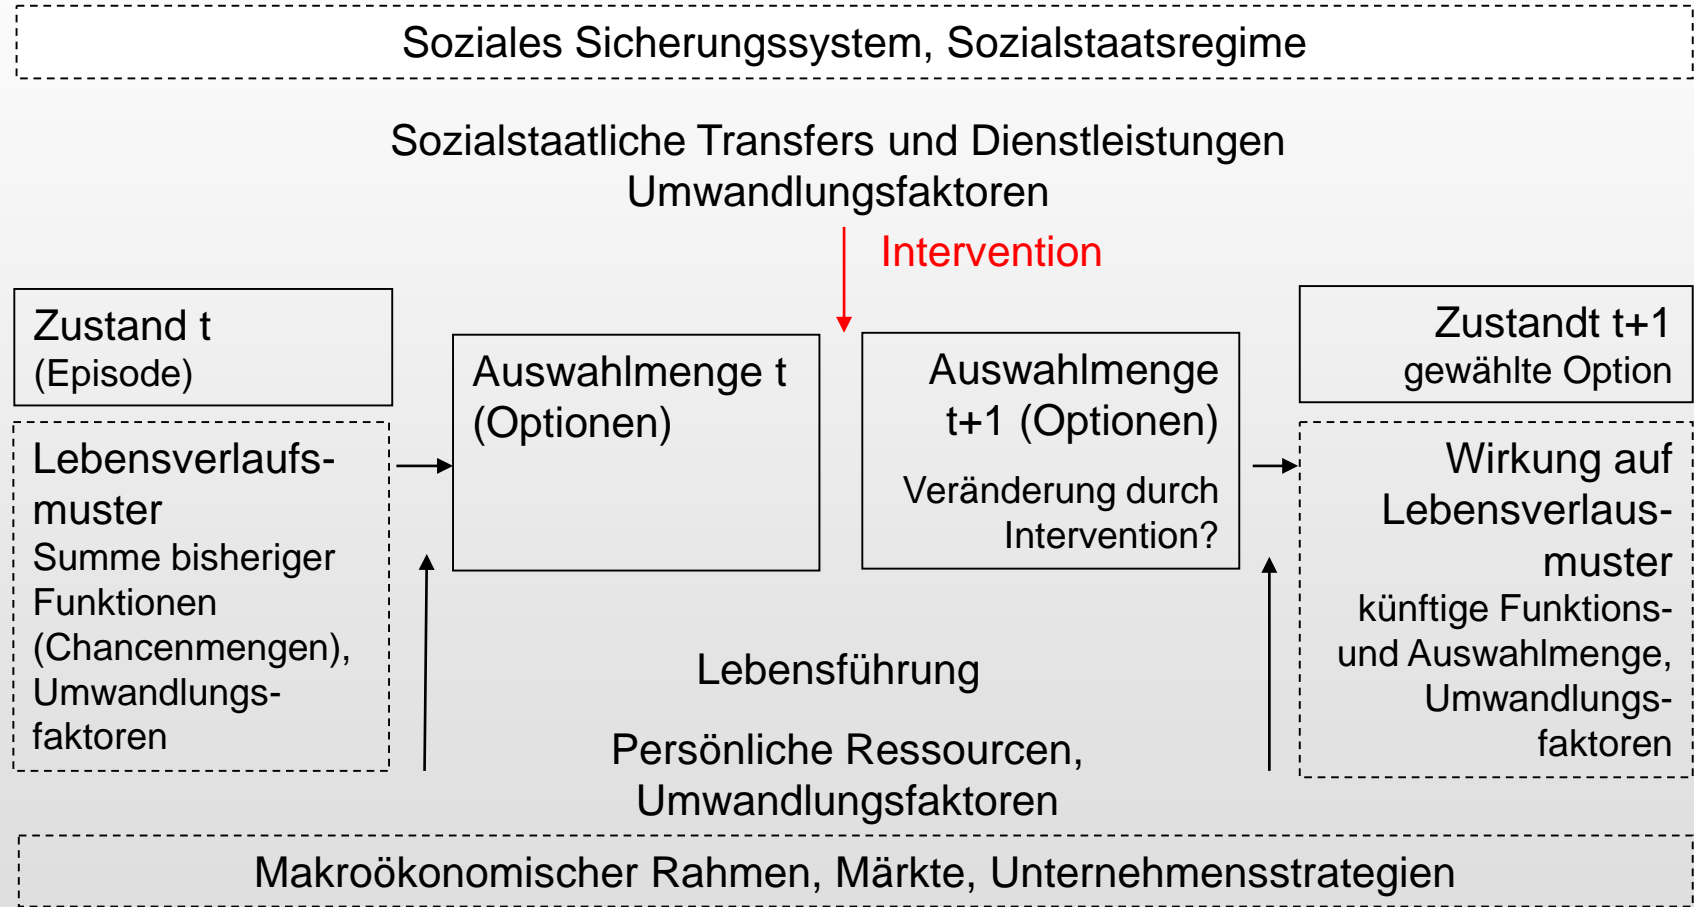 Soziales Sicherungssystem, Sozialstaatsregime
Sozialstaatliche Transfers und Dienstleistungen
Umwandlungsfaktoren
Intervention
Zustand t
(Episode)
Lebensverlaufs-
muster
Summe bisheriger
Funktionen
(Chancenmengen),
Umwandlungs-
faktoren
Auswahlmenge t
(Optionen)
Auswahlmenge
t+1 (Optionen)
Veränderung durch
Intervention?
Zustandt t+1
gewählte Option
Wirkung auf
Lebensverlaus-
muster
künftige Funktions-
und Auswahlmenge,
Umwandlungs-
faktoren
Lebensführung
Persönliche Ressourcen,
Umwandlungsfaktoren
Makroökonomischer Rahmen, Märkte, Unternehmensstrategien